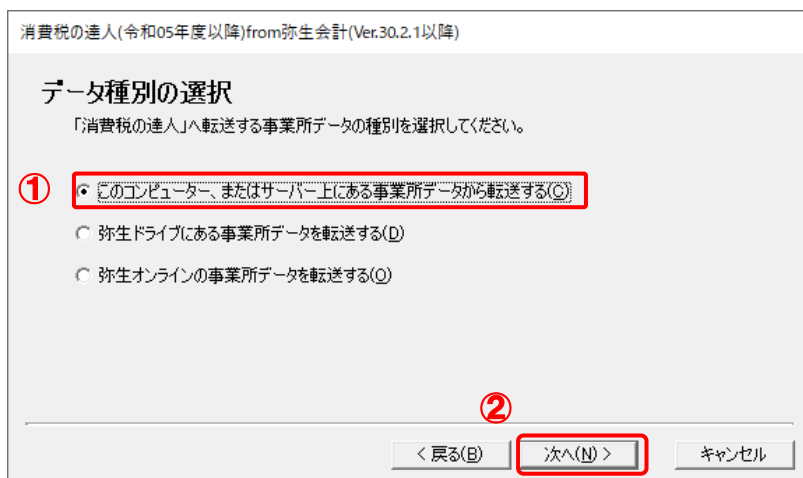 消費税の達人(令和05年度以降)from弥生会計(Ver.30.2.1以降)
データ種別の選択
「消費税の達人」へ転送する事業所データの種別を選択してください。
① このコンピューター、またはサーバー上にある事業所データから転送する(C)
弥生ドライブにある事業所データを転送する(D)
弥生オンラインの事業所データを転送する(O)
②
< 戻る(B) 次へ(N) > キャンセル